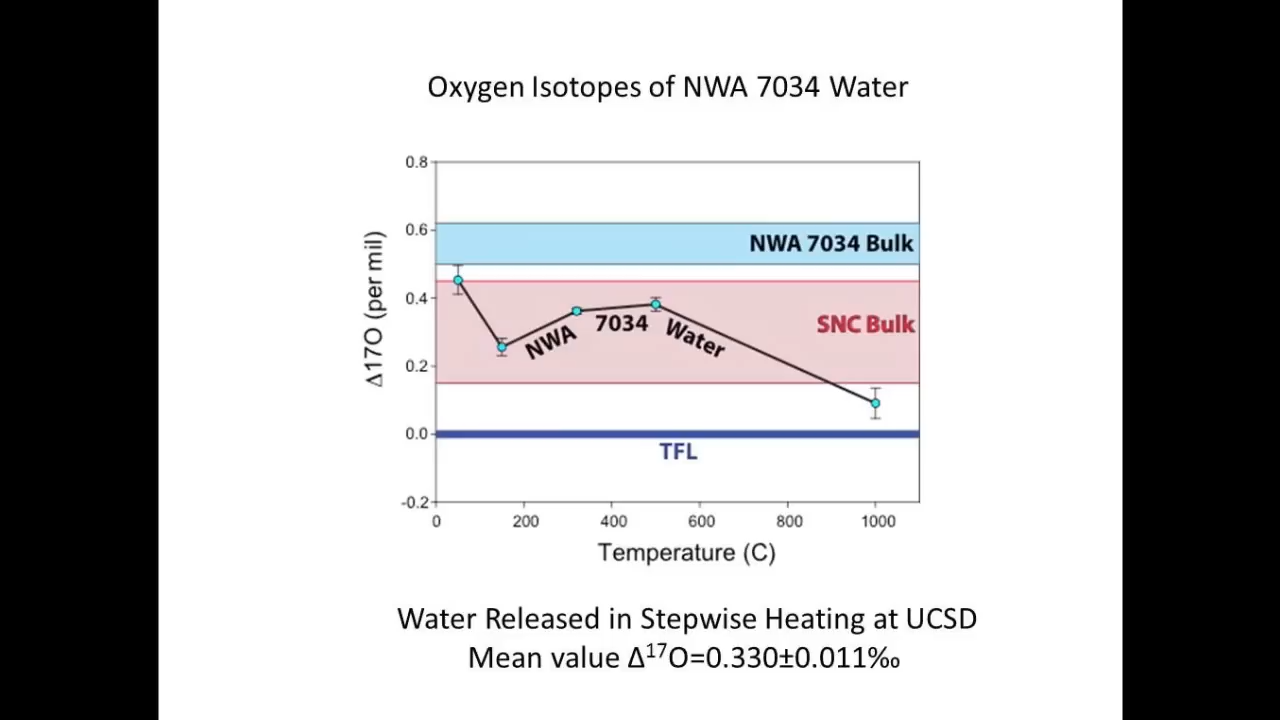 Oxygen Isotopes of NWA 7034 Water
Δ17O (per mil)
0.8
0.6
0.4
0.2
0.0
-0.2
NWA 7034 Bulk
SNC Bulk
NWA 7034 Water
TFL
0 200 400 600 800 1000
Temperature (C)
Water Released in Stepwise Heating at UCSD
Mean value Δ¹⁷O=0.330±0.011‰